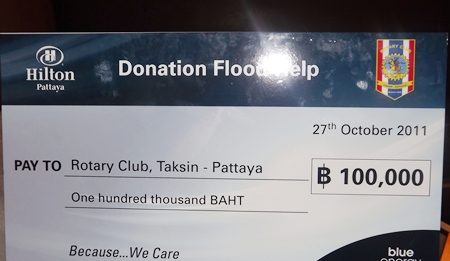 Hilton
Pattaya
Donation Flood Help
27th October 2011
PAY TO Rotary Club, Taksin - Pattaya
฿ 100,000
One hundred thousand BAHT
Because...We Care
blue
energy